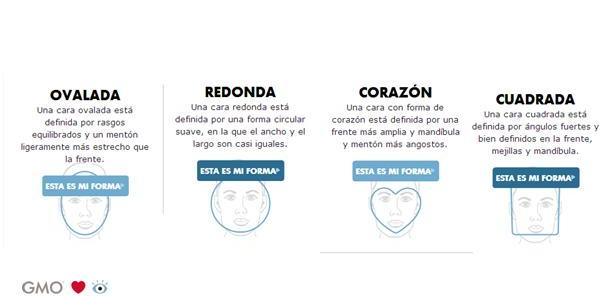 OVALADA
Una cara ovalada está
definida por rasgos
equilibrados y un mentón
ligeramente más estrecho que
la frente.
ESTA ES MI FORMA
REDONDA
Una cara redonda está
definida por una forma circular
suave, en la que el ancho y el
largo son casi iguales.
ESTA ES MI FORMA
CORAZÓN
Una cara con forma de
corazón está definida por una
frente más amplia y mandíbula
y mentón más angostos.
ESTA ES MI FORMA
CUADRADA
Una cara cuadrada está
definida por ángulos fuertes y
bien definidos en la frente,
mejillas y mandíbula.
ESTA ES MI FORMA
GMO